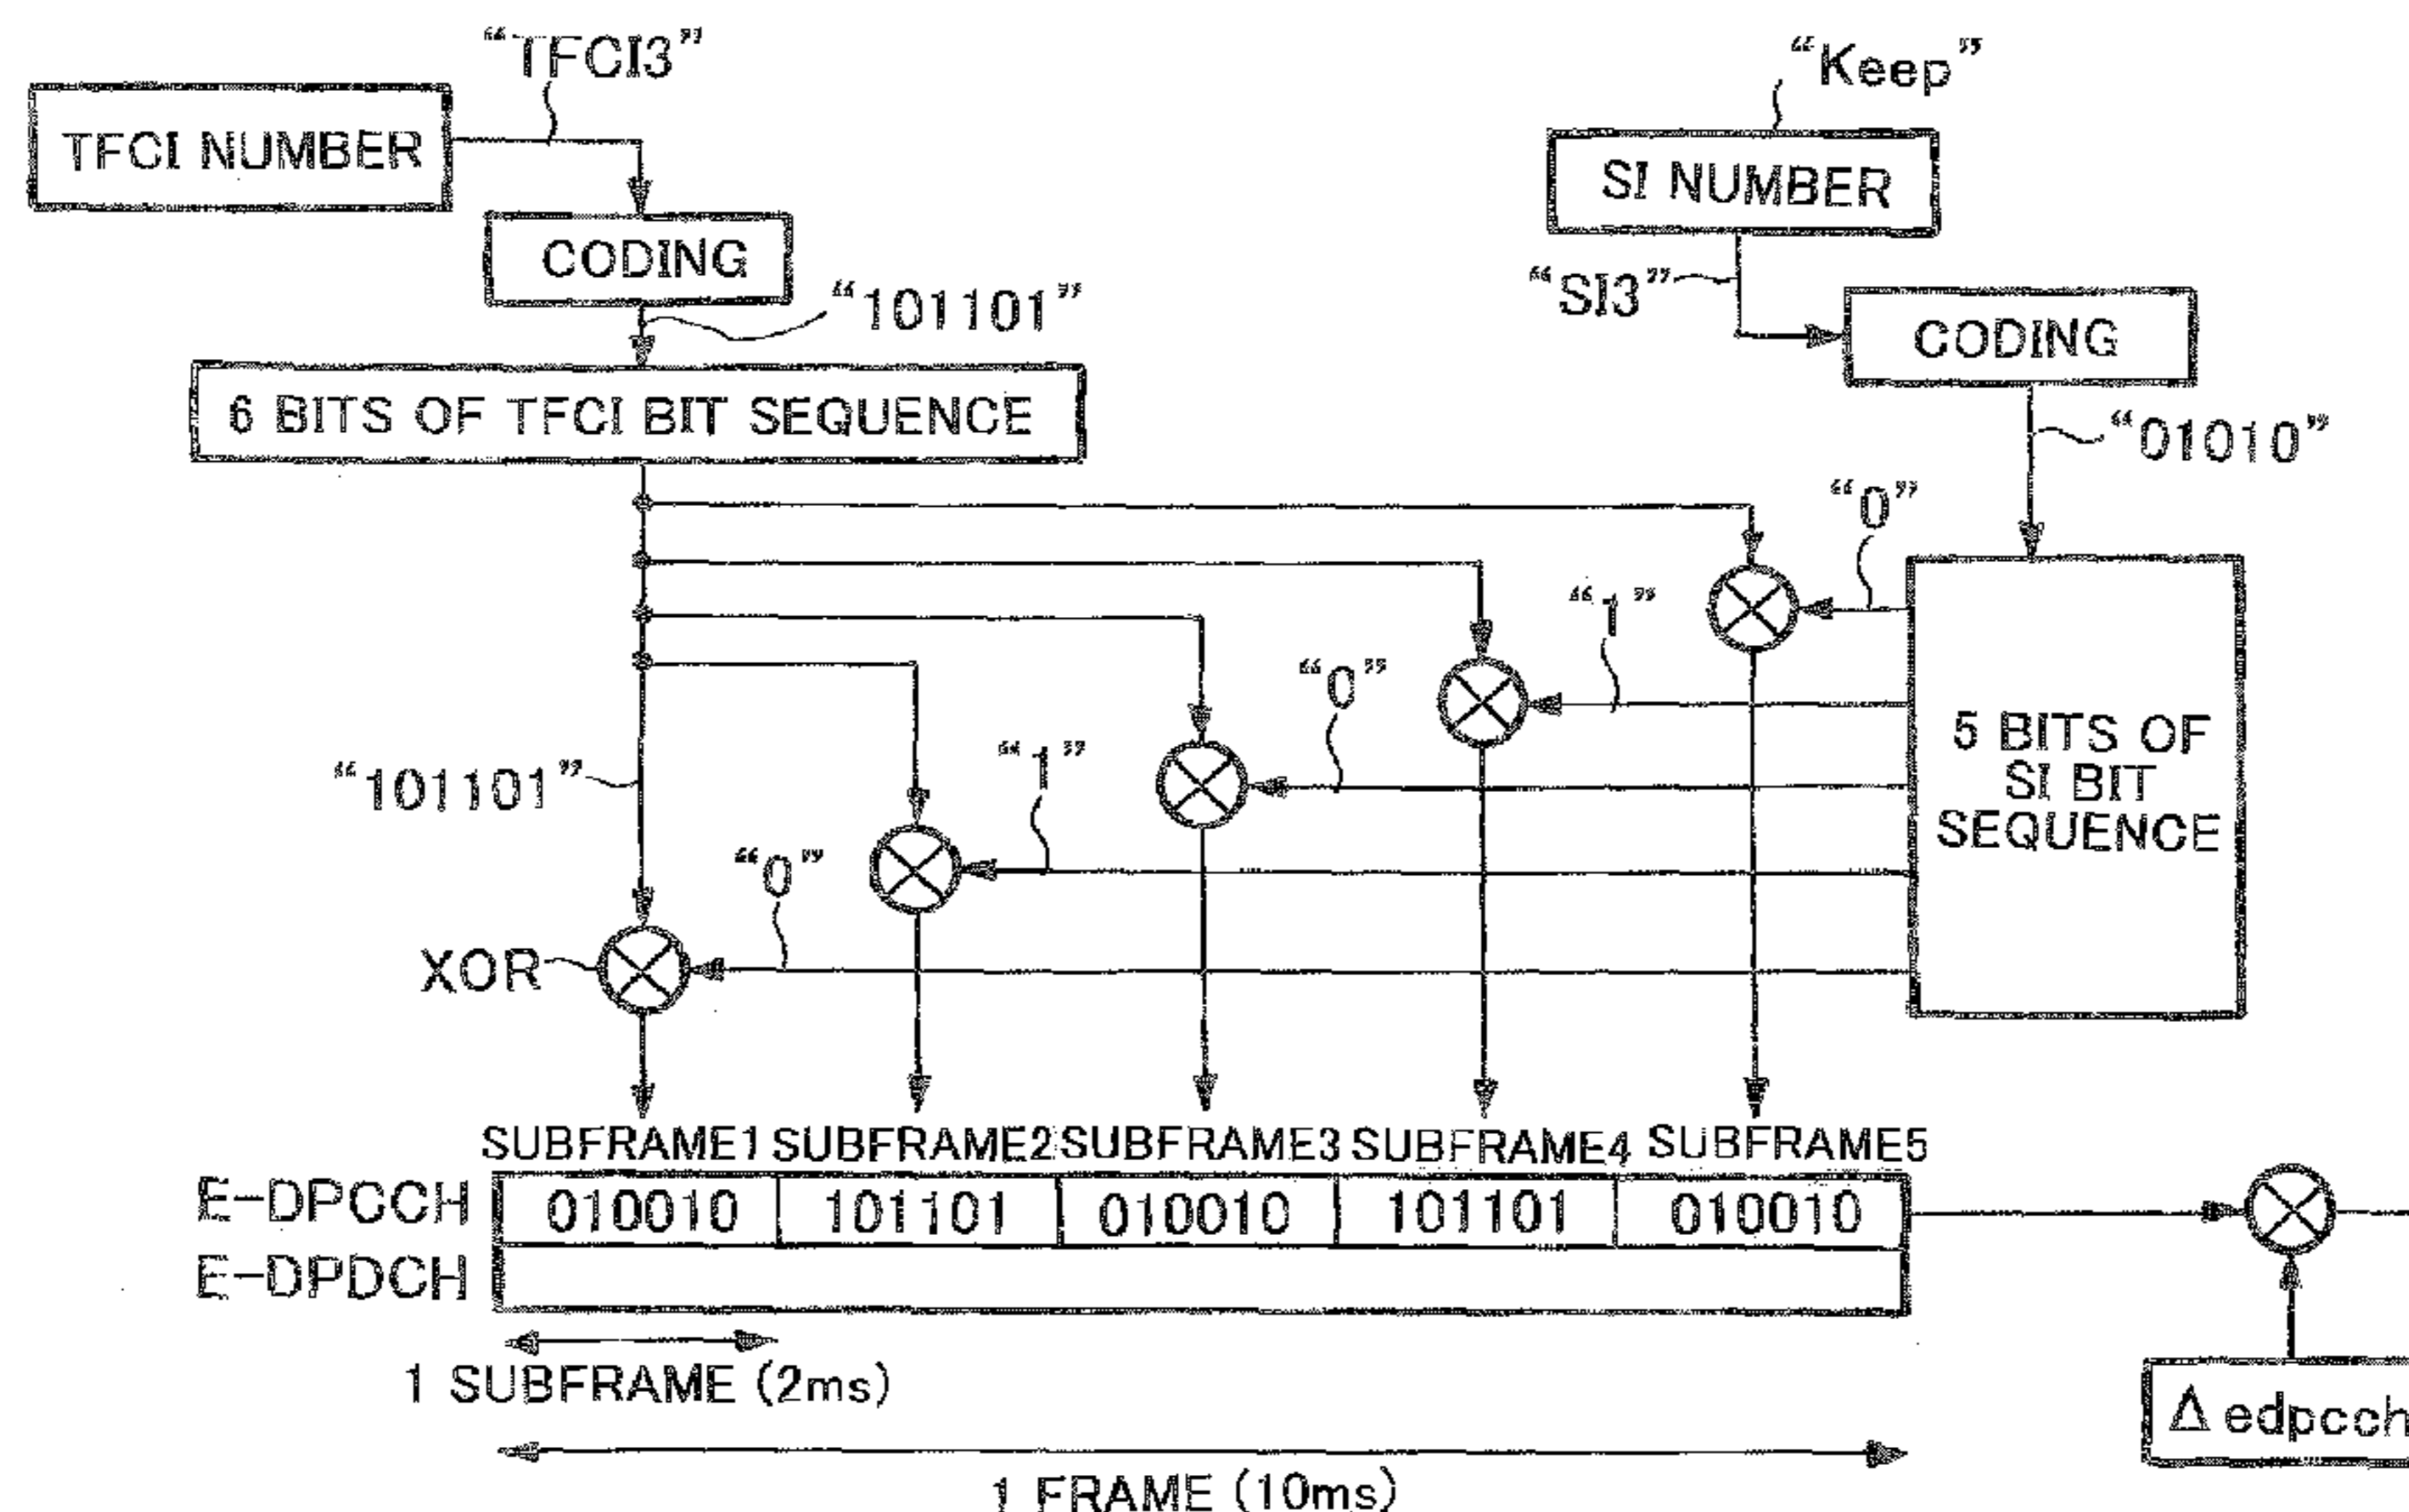 “TFCI3”
“Keep”
TFCI NUMBER
SI NUMBER
CODING
“SI3”
“101101”
CODING
6 BITS OF TFCI BIT SEQUENCE
“01010”
“0”
“1”
“0”
“1”
“0”
“101101”
5 BITS OF
SI BIT
SEQUENCE
XOR
SUBFRAME1 SUBFRAME2 SUBFRAME3 SUBFRAME4 SUBFRAME5
E-DPCCH 010010 101101 010010 101101 010010
E-DPDCH
1 SUBFRAME (2ms)
Δ edpcch
1 FRAME (10ms)